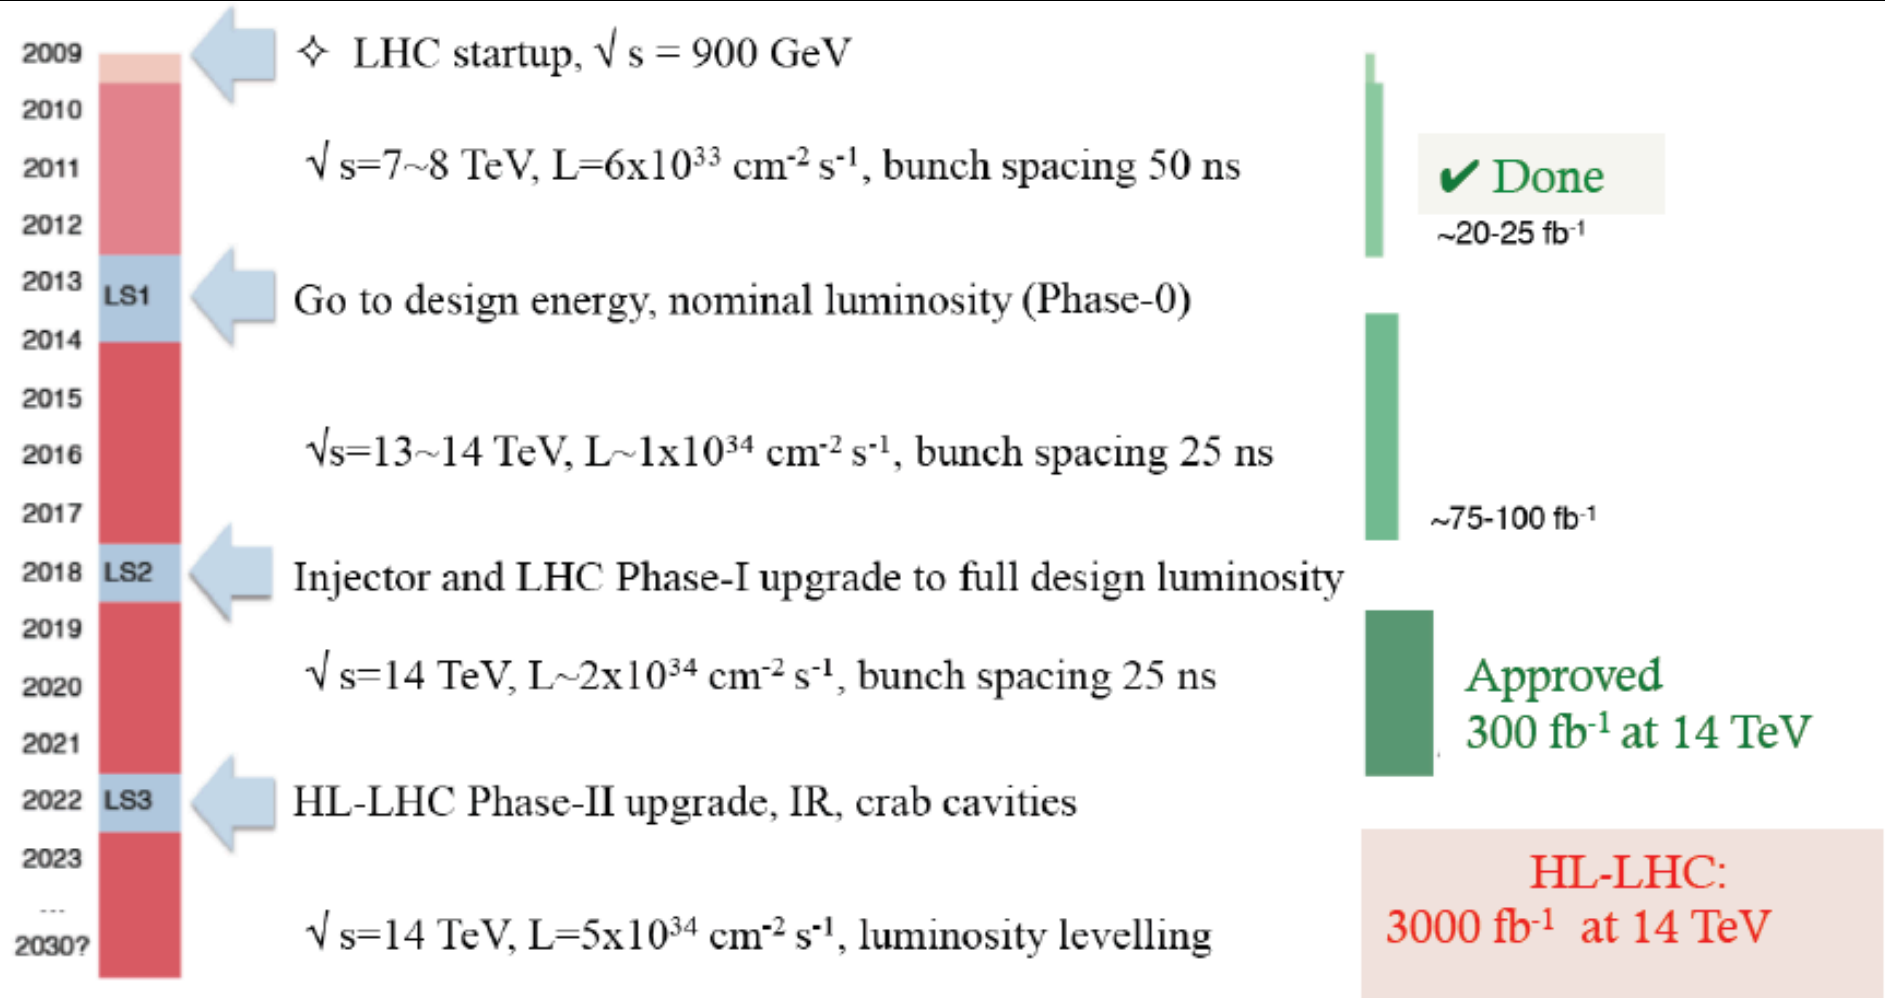 2009
✧ LHC startup, √ s = 900 GeV
2010
√ s=7~8 TeV, L=6x10³³ cm⁻² s⁻¹, bunch spacing 50 ns
2011
✔ Done
2012
~20-25 fb⁻¹
2013
LS1
Go to design energy, nominal luminosity (Phase-0)
2014
2015
√s=13~14 TeV, L~1x10³⁴ cm⁻² s⁻¹, bunch spacing 25 ns
2016
2017
~75-100 fb⁻¹
2018 LS2
Injector and LHC Phase-I upgrade to full design luminosity
2019
√ s=14 TeV, L~2x10³⁴ cm⁻² s⁻¹, bunch spacing 25 ns
2020
Approved
300 fb⁻¹ at 14 TeV
2021
2022 LS3
HL-LHC Phase-II upgrade, IR, crab cavities
2023
HL-LHC:
3000 fb⁻¹ at 14 TeV
---
√ s=14 TeV, L=5x10³⁴ cm⁻² s⁻¹, luminosity levelling
2030?